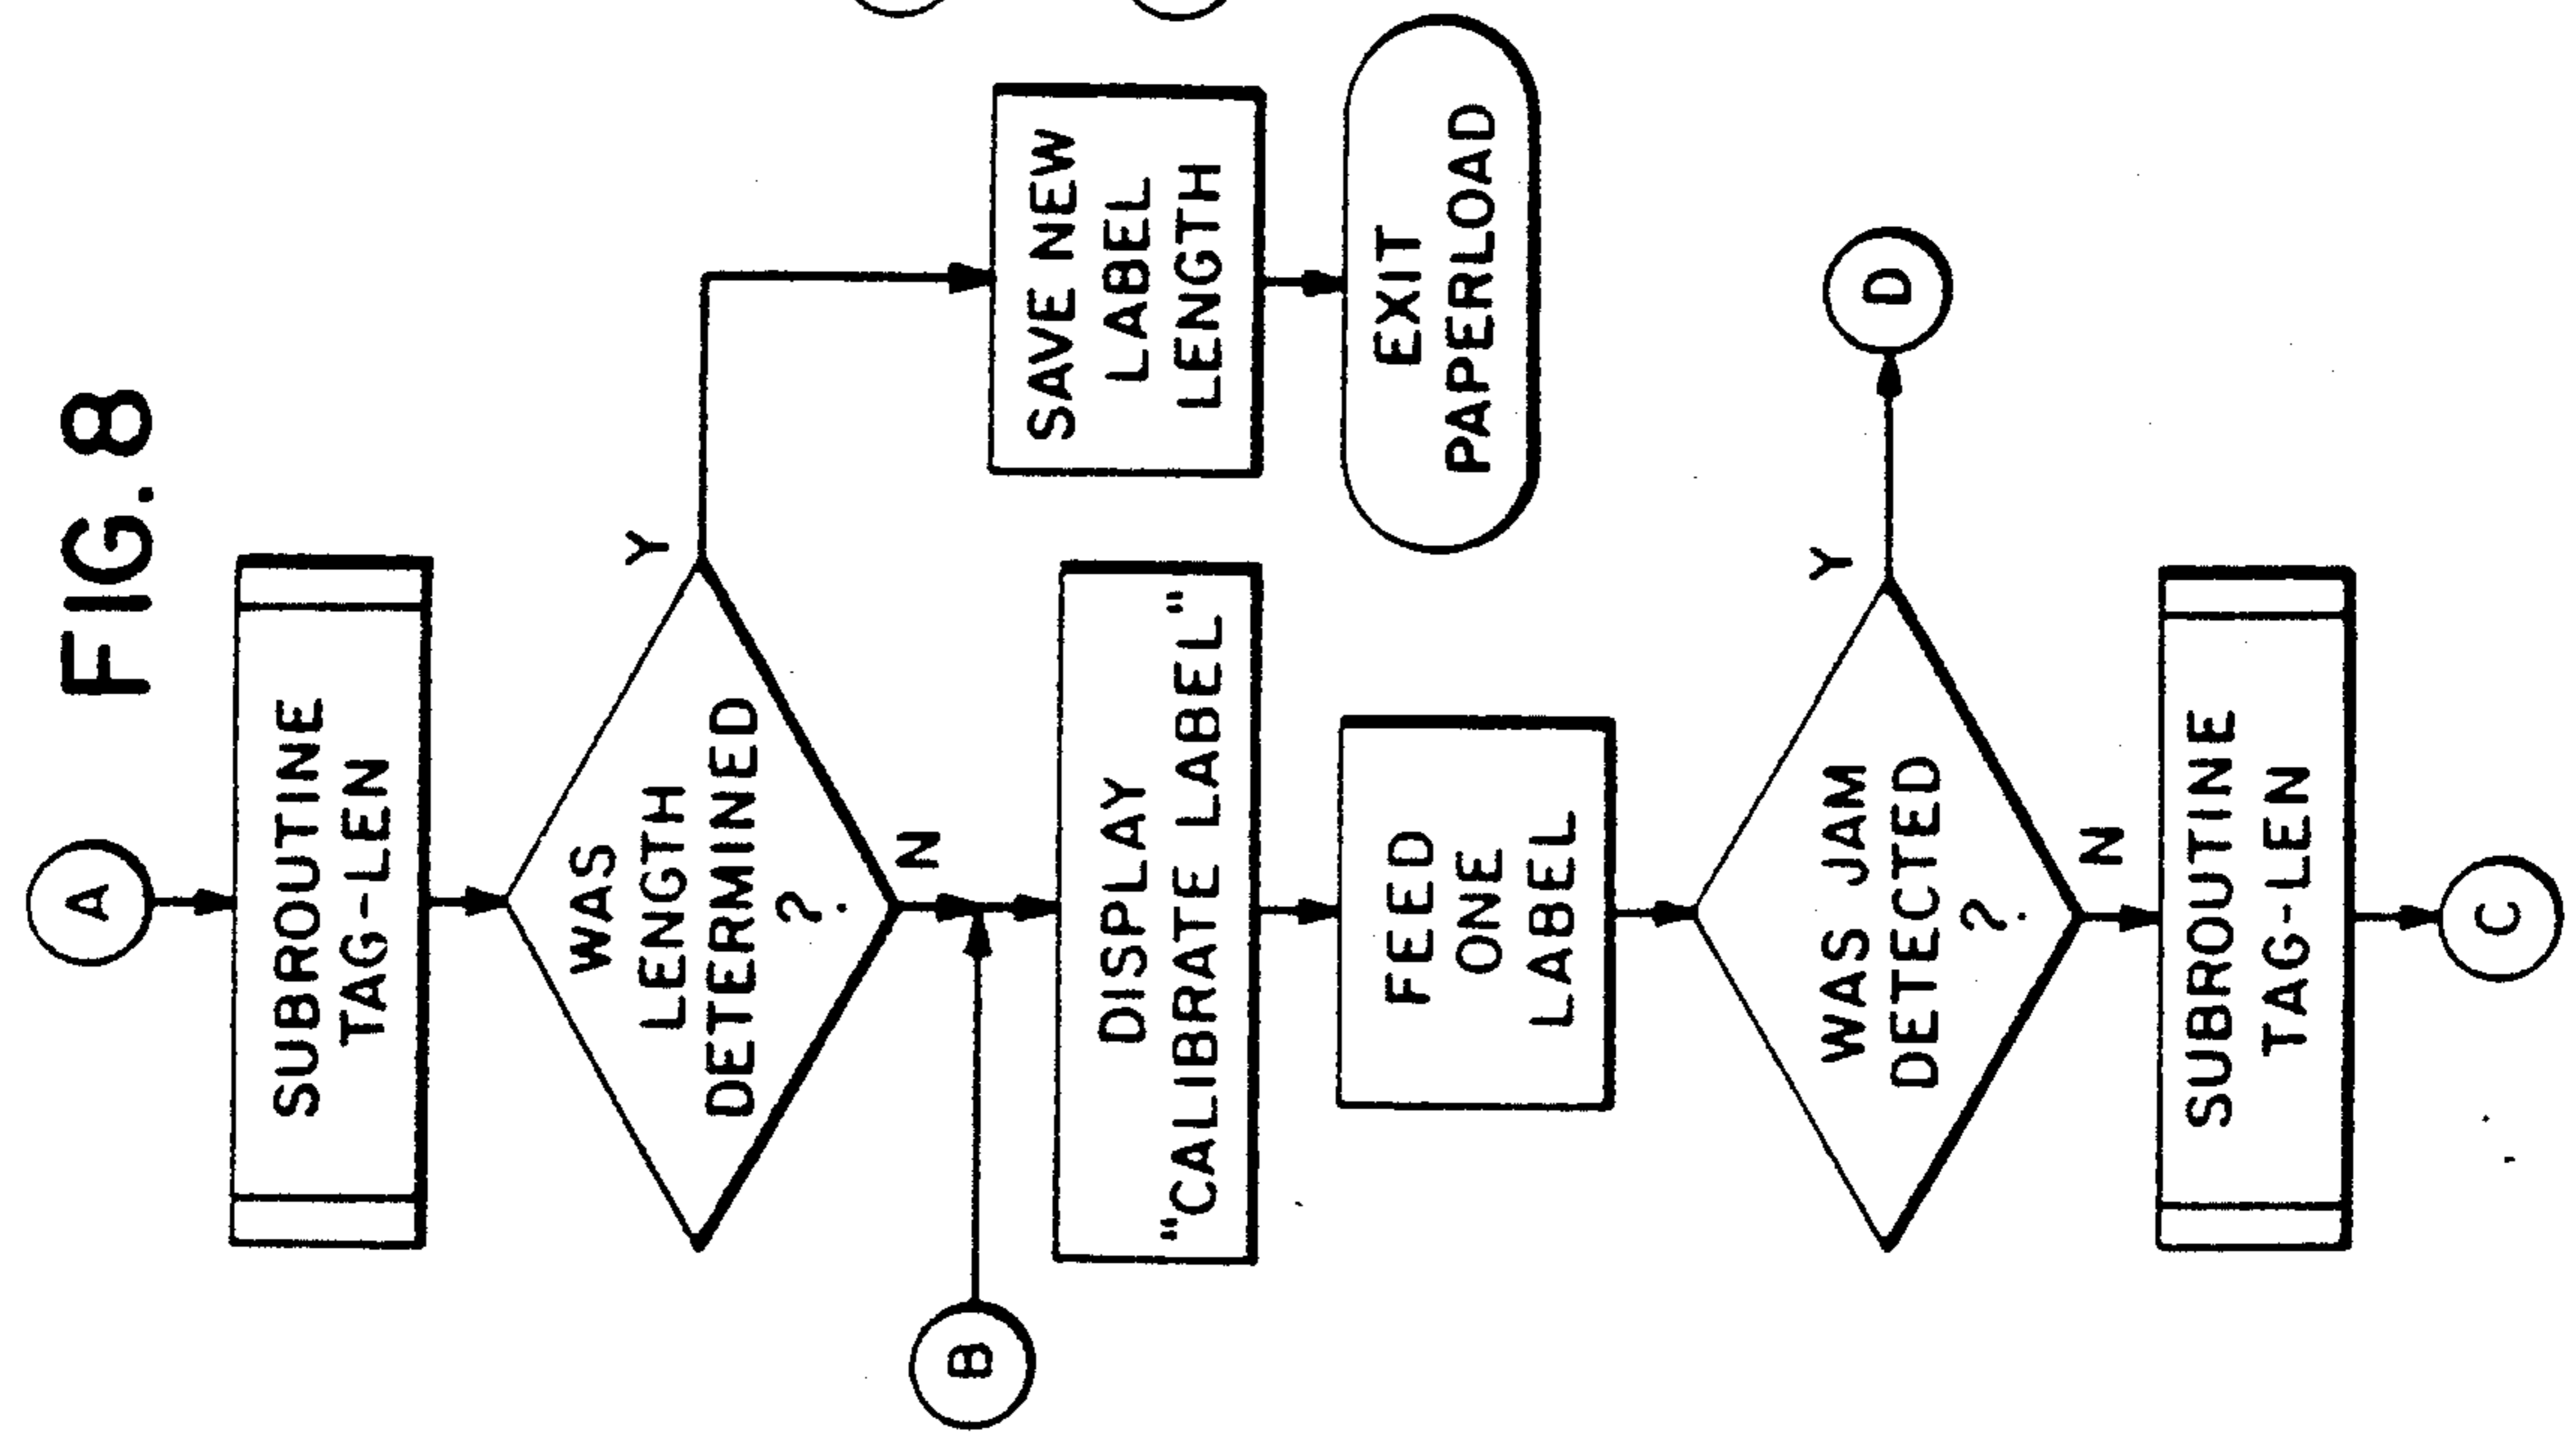 FIG. 8
A
SUBROUTINE
TAG-LEN
WAS
LENGTH
DETERMINED
?
Y
N
SAVE NEW
LABEL
LENGTH
EXIT
PAPERLOAD
B
DISPLAY
"CALIBRATE LABEL"
FEED
ONE
LABEL
WAS JAM
DETECTED
?
Y
D
N
SUBROUTINE
TAG-LEN
C